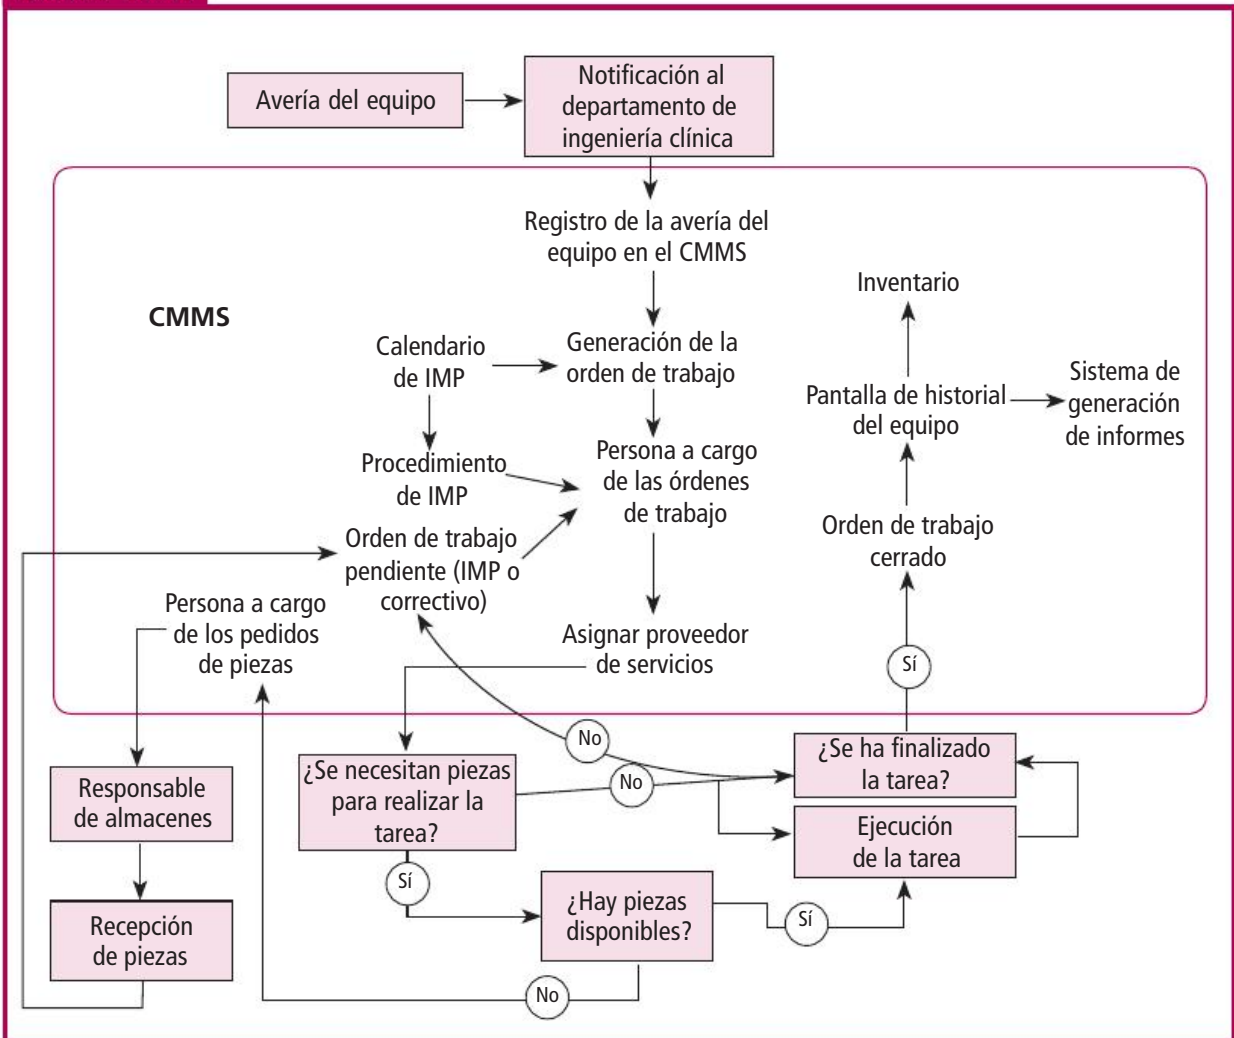 Avería del equipo
Notificación al
departamento de
ingeniería clínica
Registro de la avería del
equipo en el CMMS
CMMS
Calendario
de IMP
Generación de la
orden de trabajo
Inventario
Pantalla de historial
del equipo
Sistema de
generación
de informes
Procedimiento
de IMP
Persona a cargo
de las órdenes
de trabajo
Orden de trabajo
pendiente (IMP o
correctivo)
Orden de trabajo
cerrado
Persona a cargo
de los pedidos
de piezas
Asignar proveedor
de servicios
Sí
No
¿Se necesitan piezas
para realizar la
tarea?
No
¿Se ha finalizado
la tarea?
Responsable
de almacenes
Ejecución
de la tarea
Sí
¿Hay piezas
disponibles?
Sí
Recepción
de piezas
No